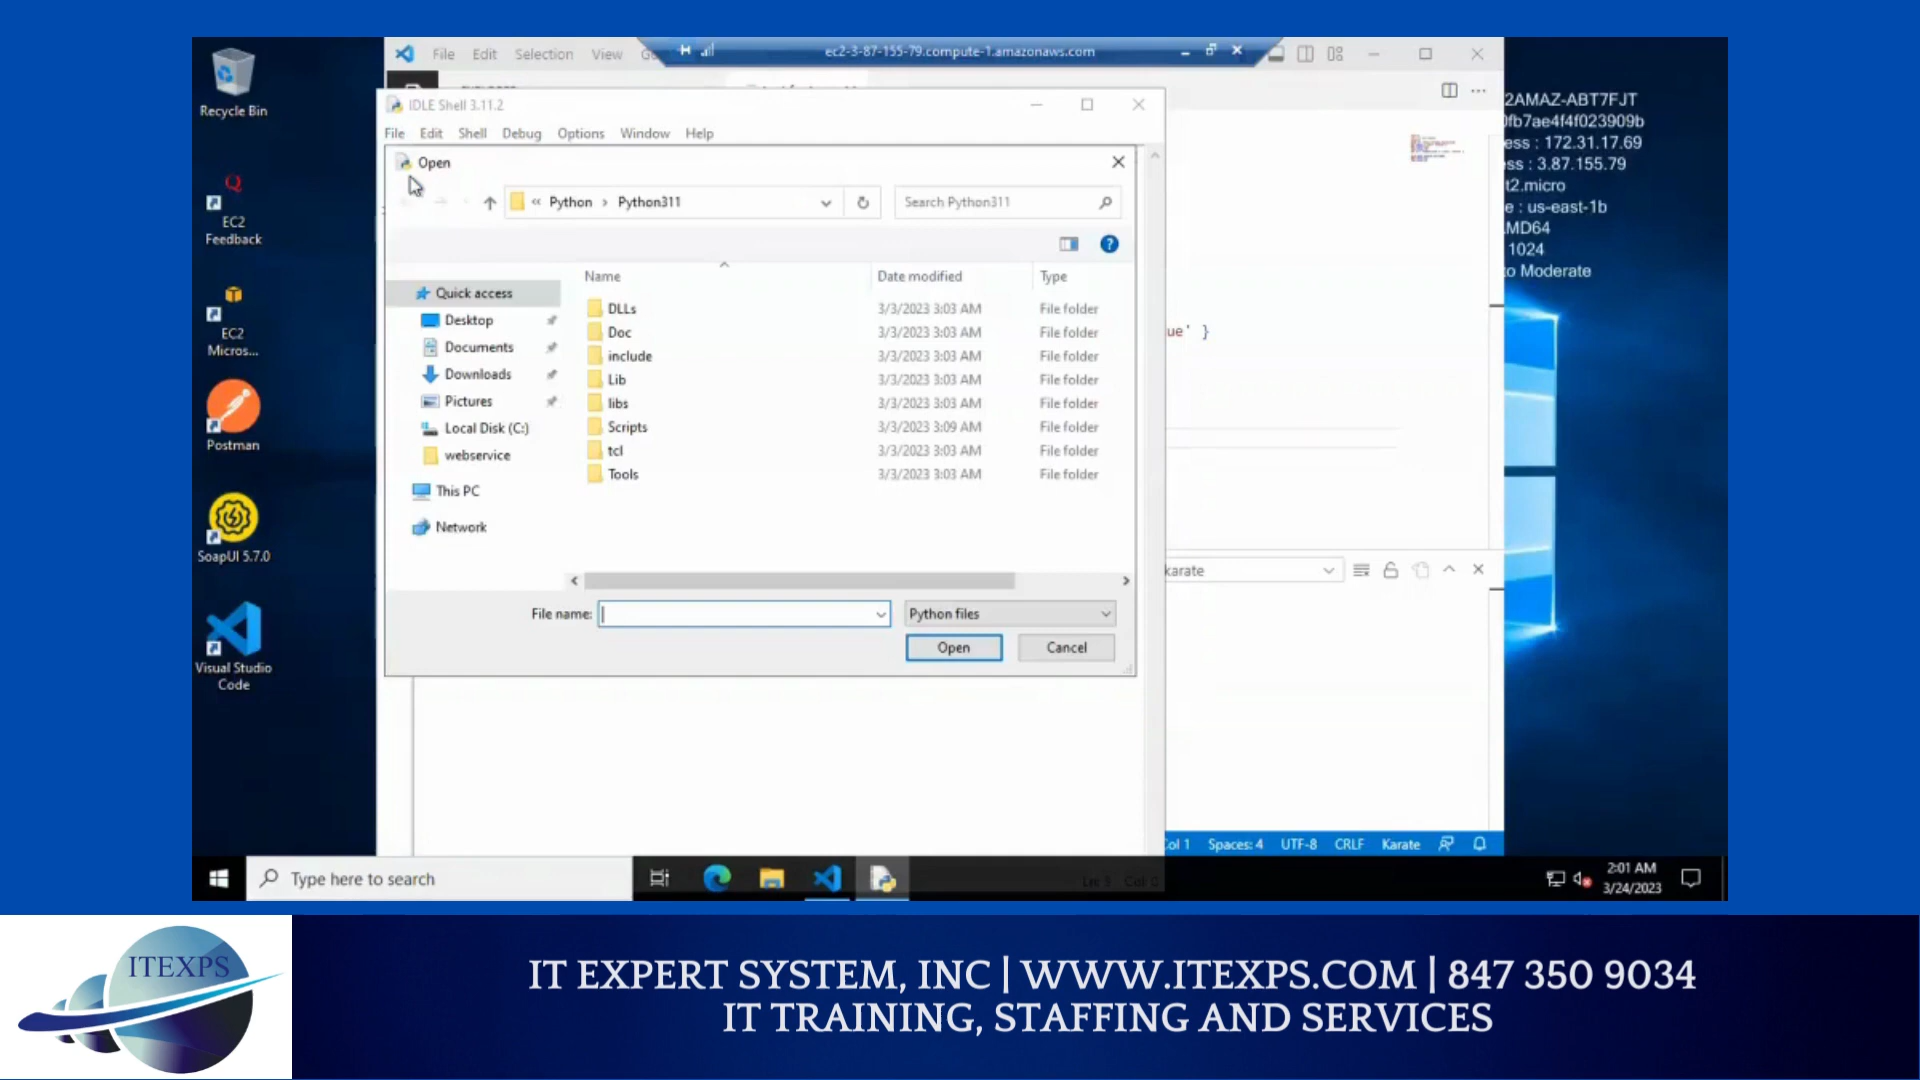 Recycle Bin
EC2
Feedback
EC2
Micros...
Postman
SoapUI 5.7.0
Visual Studio
Code
File Edit Selection View
ec2-3-87-155-79.compute-1.amazonaws.com
IDLE Shell 3.11.2
File Edit Shell Debug Options Window Help
Open
« Python › Python311
Search Python311
Quick access
Desktop
Documents
Downloads
Pictures
Local Disk (C:)
webservice
This PC
Network
Name Date modified Type
DLLs 3/3/2023 3:03 AM File folder
Doc 3/3/2023 3:03 AM File folder
include 3/3/2023 3:03 AM File folder
Lib 3/3/2023 3:03 AM File folder
libs 3/3/2023 3:03 AM File folder
Scripts 3/3/2023 3:09 AM File folder
tcl 3/3/2023 3:03 AM File folder
Tools 3/3/2023 3:03 AM File folder
File name:
Python files
Open Cancel
ue' }
karate
Col 1 Spaces: 4 UTF-8 CRLF Karate
2AMAZ-ABT7FJT
0fb7ae4f4f023909b
ess : 172.31.17.69
ss : 3.87.155.79
t2.micro
e : us-east-1b
MD64
1024
o Moderate
Type here to search
2:01 AM
3/24/2023
ITEXPS
IT EXPERT SYSTEM, INC | WWW.ITEXPS.COM | 847 350 9034
IT TRAINING, STAFFING AND SERVICES